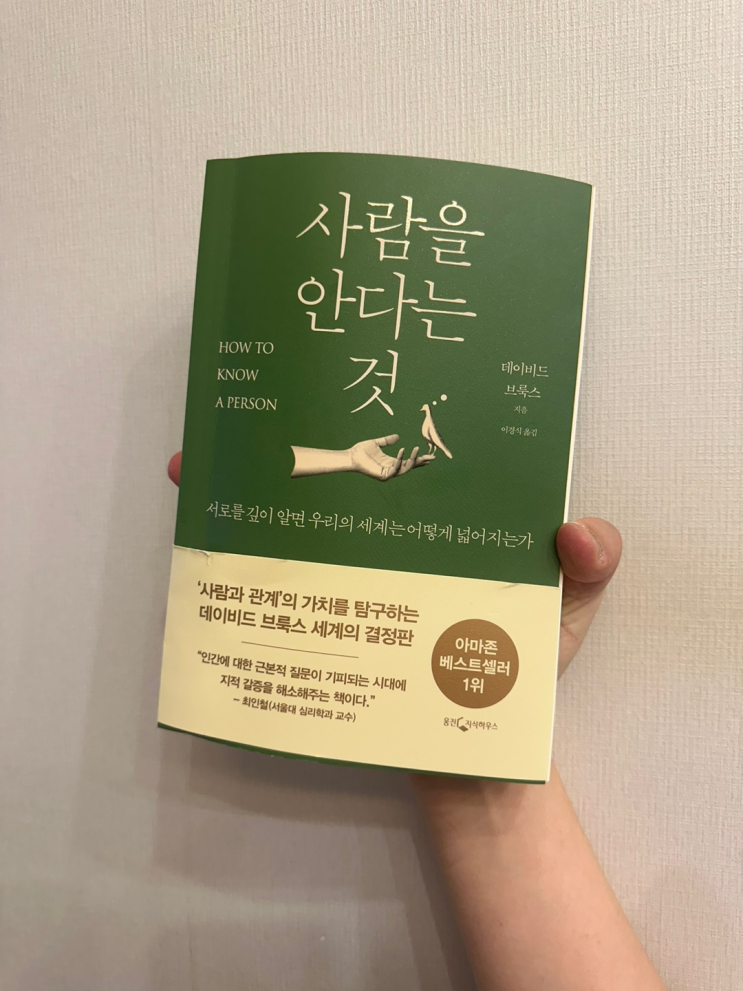 사람을
안다는
것
HOW TO
KNOW
A PERSON
데이비드
브룩스
지음
이경식 옮김
서로를 깊이 알면 우리의 세계는 어떻게 넓어지는가
‘사람과 관계’의 가치를 탐구하는
데이비드 브룩스 세계의 결정판
“인간에 대한 근본적 질문이 기피되는 시대에
지적 갈증을 해소해주는 책이다.”
– 최인철(서울대 심리학과 교수)
아마존
베스트셀러
1위
웅진 지식하우스